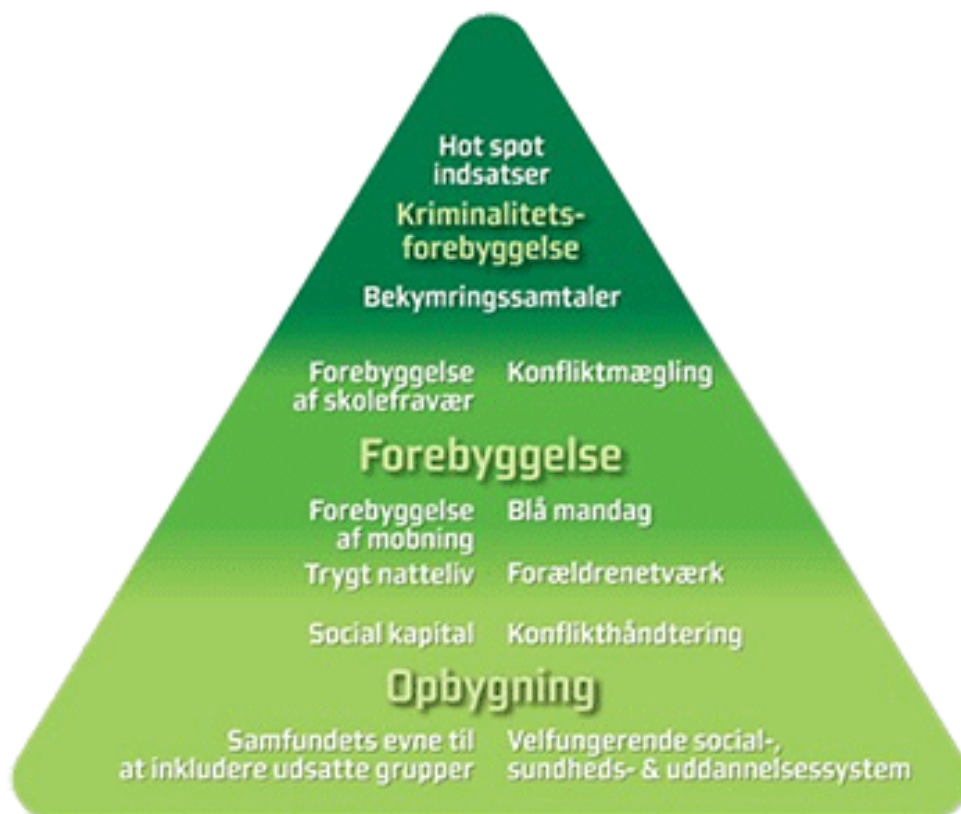 Hot spot
indsatser
Kriminalitets-
forebyggelse
Bekymringssamtaler
Forebyggelse
af skolefravær
Konfliktmægling
Forebyggelse
Forebyggelse
af mobning
Blå mandag
Trygt natteliv
Forældrenetværk
Social kapital
Konflikthåndtering
Opbygning
Samfundets evne til
at inkludere udsatte grupper
Velfungerende social-,
sundheds- & uddannelsessystem